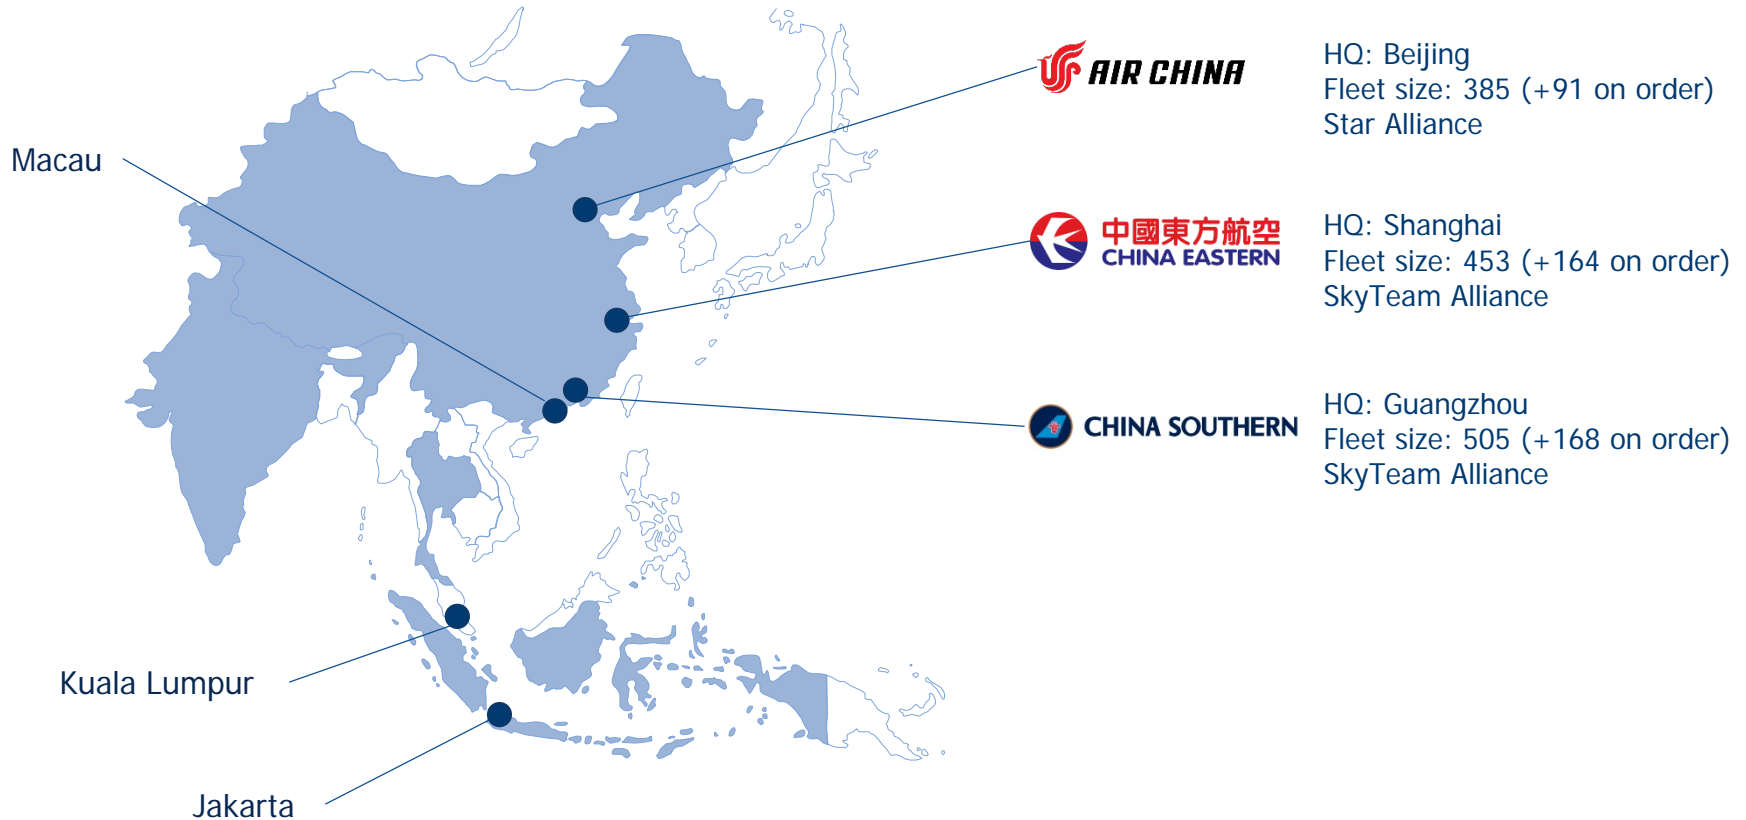 AIR CHINA
HQ: Beijing
Fleet size: 385 (+91 on order)
Star Alliance
Macau
中國東方航空
CHINA EASTERN
HQ: Shanghai
Fleet size: 453 (+164 on order)
SkyTeam Alliance
CHINA SOUTHERN
HQ: Guangzhou
Fleet size: 505 (+168 on order)
SkyTeam Alliance
Kuala Lumpur
Jakarta